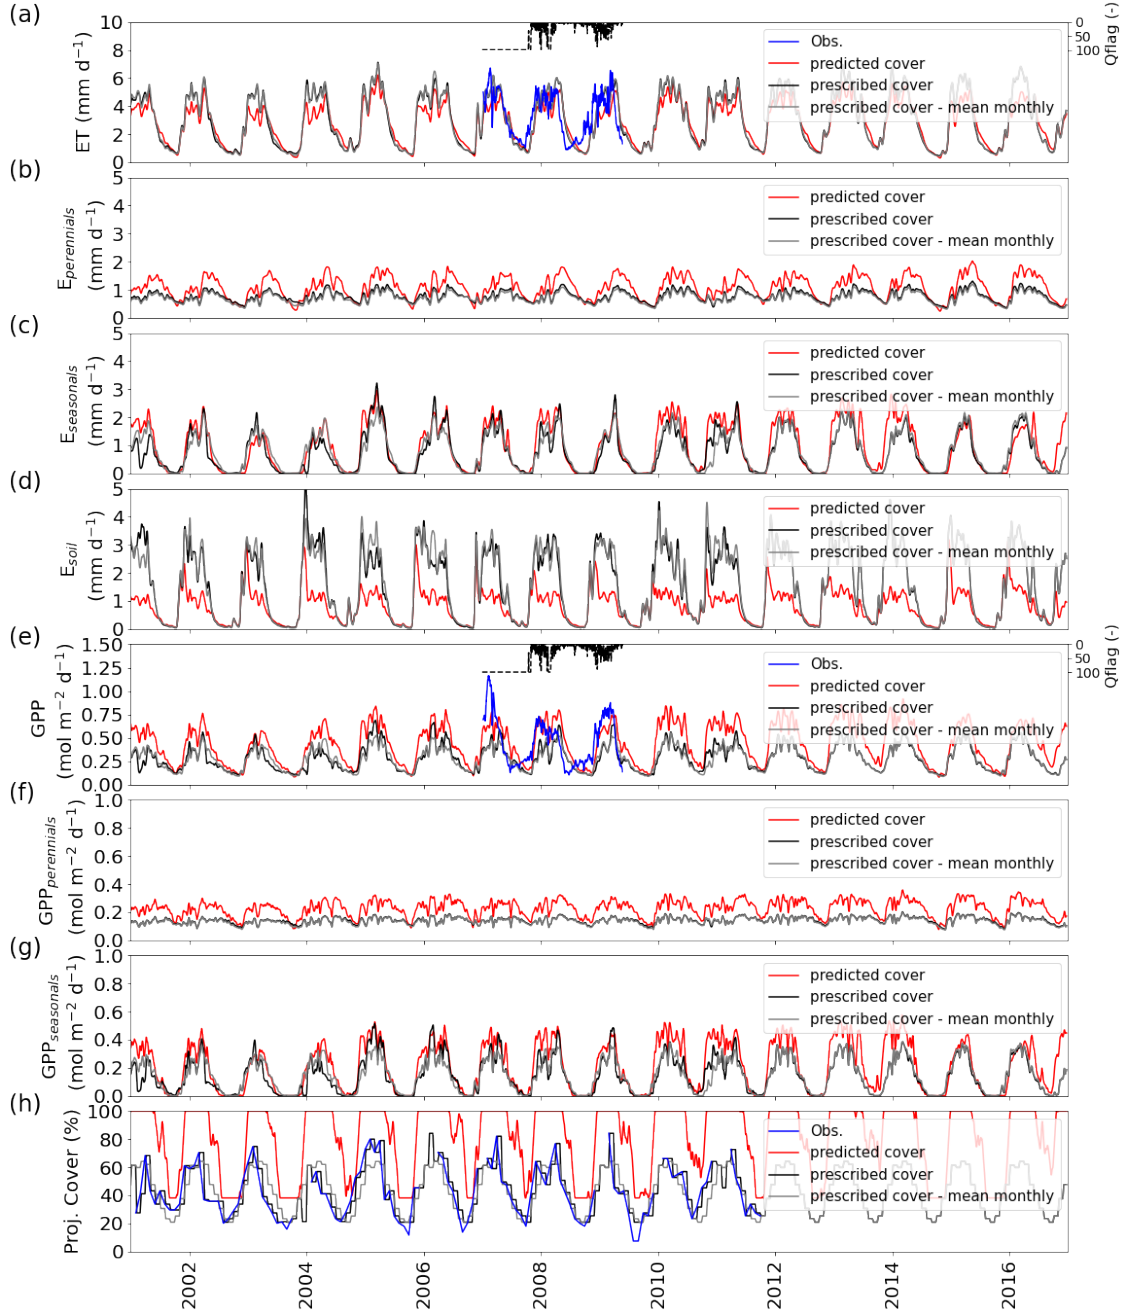 (a)
ET (mm d⁻¹)
10
8
6
4
2
0
0
50
100
Qflag (-)
Obs.
predicted cover
prescribed cover
prescribed cover - mean monthly
(b)
E_perennials
(mm d⁻¹)
5
4
3
2
1
0
predicted cover
prescribed cover
prescribed cover - mean monthly
(c)
E_seasonals
(mm d⁻¹)
5
4
3
2
1
0
predicted cover
prescribed cover
prescribed cover - mean monthly
(d)
E_soil
(mm d⁻¹)
5
4
3
2
1
0
predicted cover
prescribed cover
prescribed cover - mean monthly
(e)
GPP
(mol m⁻² d⁻¹)
1.50
1.25
1.00
0.75
0.50
0.25
0.00
0
50
100
Qflag (-)
Obs.
predicted cover
prescribed cover
prescribed cover - mean monthly
(f)
GPP_perennials
(mol m⁻² d⁻¹)
1.0
0.8
0.6
0.4
0.2
0.0
predicted cover
prescribed cover
prescribed cover - mean monthly
(g)
GPP_seasonals
(mol m⁻² d⁻¹)
1.0
0.8
0.6
0.4
0.2
0.0
predicted cover
prescribed cover
prescribed cover - mean monthly
(h)
Proj. Cover (%)
100
80
60
40
20
0
Obs.
predicted cover
prescribed cover
prescribed cover - mean monthly
2002
2004
2006
2008
2010
2012
2014
2016